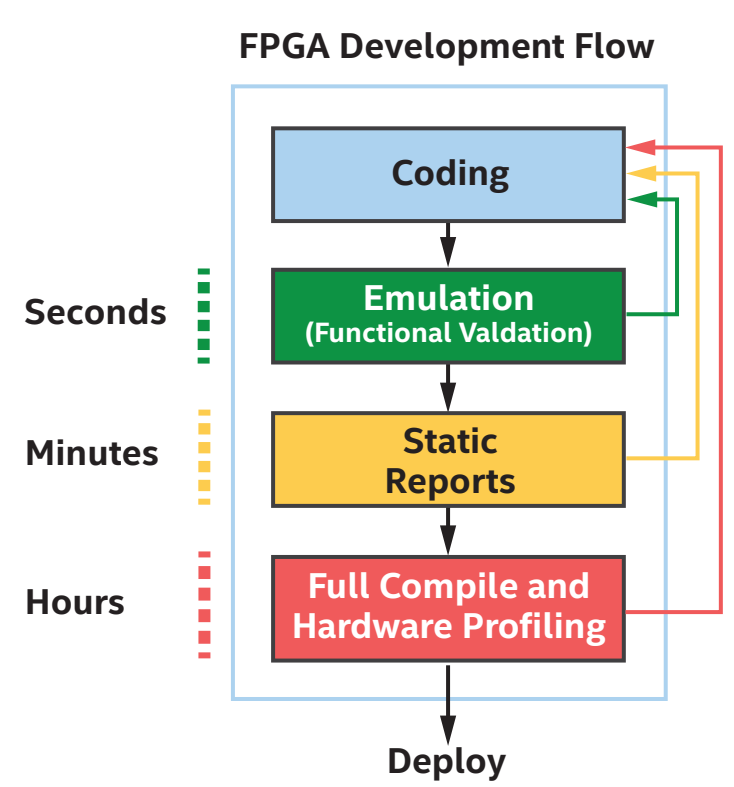 FPGA Development Flow
Coding
Seconds
Emulation
(Functional Valdation)
Minutes
Static
Reports
Hours
Full Compile and
Hardware Profiling
Deploy